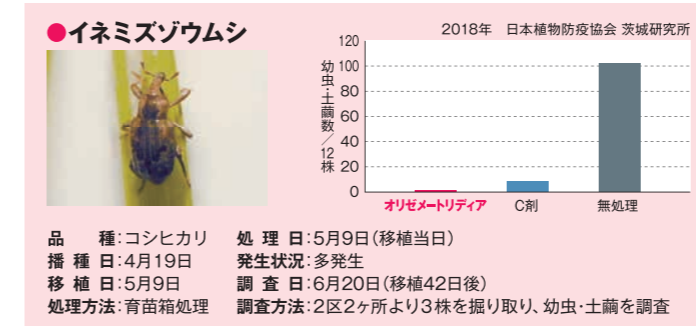 ●イネミズゾウムシ
2018年 日本植物防疫協会 茨城研究所
幼虫・土繭数／12株
120
100
80
60
40
20
0
オリゼメートリディア C剤 無処理
品種:コシヒカリ 処理日:5月9日(移植当日)
播種日:4月19日 発生状況:多発生
移植日:5月9日 調査日:6月20日(移植42日後)
処理方法:育苗箱処理 調査方法:2区2ヶ所より3株を掘り取り、幼虫・土繭を調査